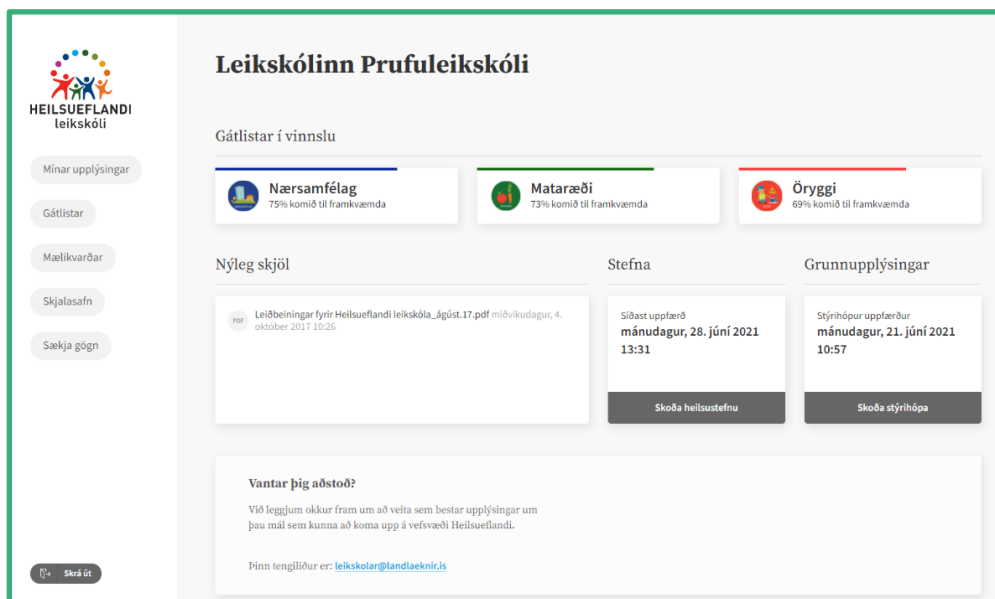 HEILSUEFLANDI
leikskóli
Mínar upplýsingar
Gátlistar
Mælikvarðar
Skjalasafn
Sækja gögn
Skrá út
Leikskólinn Prufuleikskóli
Gátlistar í vinnslu
Nærsamfélag
75% komið til framkvæmda
Mataræði
73% komið til framkvæmda
Öryggi
69% komið til framkvæmda
Nýleg skjöl
PDF
Leiðbeiningar fyrir Heilsueflandi leikskóla_ágúst.17.pdf miðvikudagur, 4.
október 2017 10:26
Stefna
Síðast uppfærð
mánudagur, 28. júní 2021
13:31
Skoða heilsustefnu
Grunnupplýsingar
Stýrihópur uppfærður
mánudagur, 21. júní 2021
10:57
Skoða stýrihópa
Vantar þig aðstoð?
Við leggjum okkur fram um að veita sem bestar upplýsingar um
þau mál sem kunna að koma upp á vefsvæði Heilsueflandi.
Þinn tengiliður er: leikskolar@landlaeknir.is